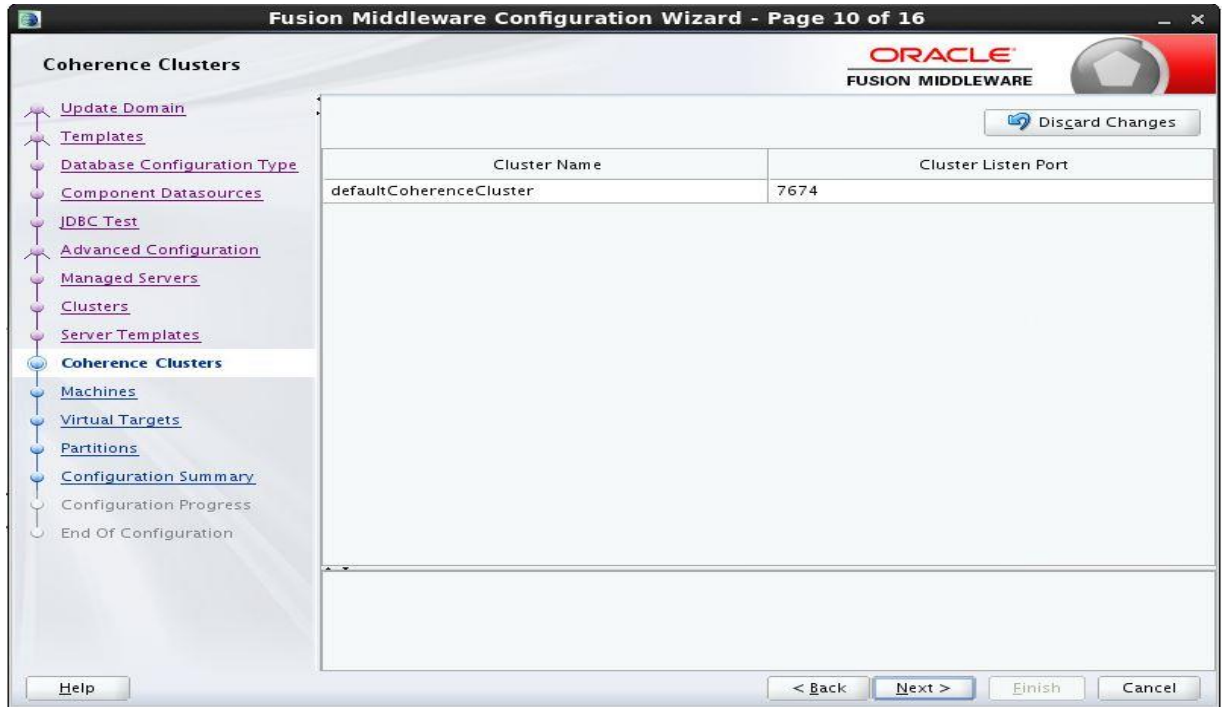 Fusion Middleware Configuration Wizard - Page 10 of 16
Coherence Clusters
ORACLE
FUSION MIDDLEWARE
Update Domain
Templates
Database Configuration Type
Component Datasources
JDBC Test
Advanced Configuration
Managed Servers
Clusters
Server Templates
Coherence Clusters
Machines
Virtual Targets
Partitions
Configuration Summary
Configuration Progress
End Of Configuration
Discard Changes
Cluster Name Cluster Listen Port
defaultCoherenceCluster 7674
Help < Back Next > Finish Cancel